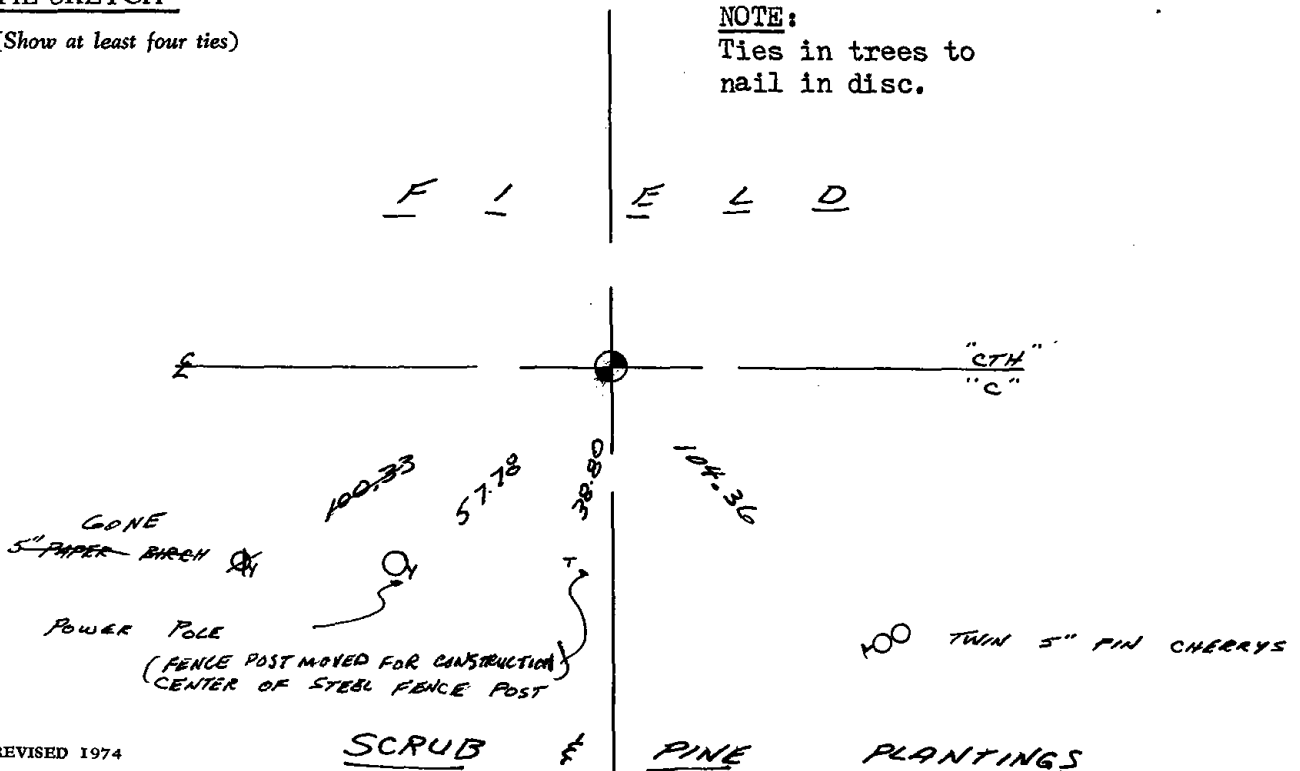 (Show at least four ties)
NOTE:
Ties in trees to
nail in disc.
F I E L D
℄
"CTH"
"C"
100.33
57.78
38.80
104.36
GONE
5" PAPER BIRCH
POWER POLE
(FENCE POST MOVED FOR CONSTRUCTION)
CENTER OF STEEL FENCE POST
TWIN 5" PIN CHERRYS
REVISED 1974
SCRUB & PINE PLANTINGS